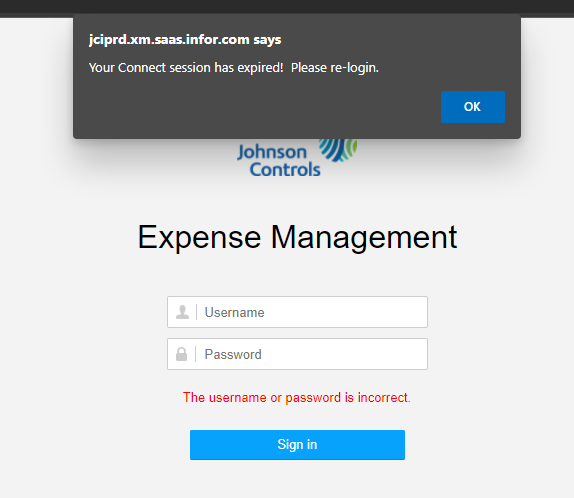 jciprd.xm.saas.infor.com says
Your Connect session has expired!  Please re-login.
OK
Johnson
Controls
Expense Management
Username
Password
The username or password is incorrect.
Sign in